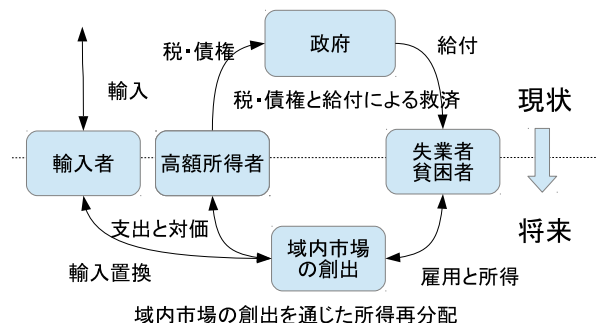 政府
税・債権
給付
輸入
税・債権と給付による救済
現状
輸入者
高額所得者
失業者
貧困者
支出と対価
将来
域内市場
の創出
輸入置換
雇用と所得
域内市場の創出を通じた所得再分配